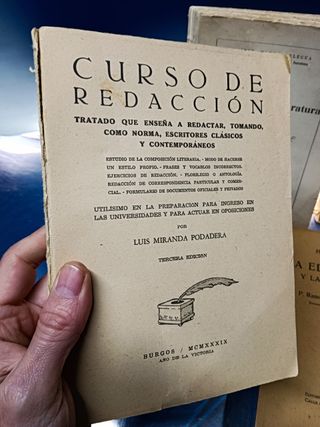 CURSO DE
REDACCIÓN
TRATADO QUE ENSEÑA A REDACTAR, TOMANDO,
COMO NORMA, ESCRITORES CLÁSICOS
Y CONTEMPORÁNEOS
ESTUDIO DE LA COMPOSICIÓN LITERARIA. - MODO DE HACERSE
UN ESTILO PROPIO. - FRASES Y VOCABLOS INCORRECTOS.
EJERCICIOS DE REDACCIÓN. - FLORILEGIO O ANTOLOGÍA.
REDACCIÓN DE CORRESPONDENCIA PARTICULAR Y COMER-
CIAL. - FORMULARIO DE DOCUMENTOS OFICIALES Y PRIVADOS
UTILÍSIMO EN LA PREPARACIÓN PARA INGRESO EN
LAS UNIVERSIDADES Y PARA ACTUAR EN OPOSICIONES
POR
LUIS MIRANDA PODADERA
TERCERA EDICIÓN
BURGOS / MCMXXXIX
AÑO DE LA VICTORIA
ratura
A EL
Y LA